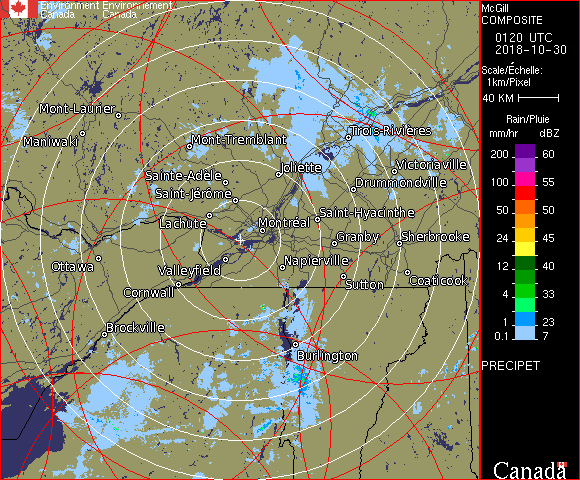 Environment Environnement
Canada Canada
McGill
COMPOSITE
0120 UTC
2018-10-30
Scale/Échelle:
1km/Pixel
40 KM
Rain/Pluie
mm/hr dBZ
200 60
100 55
50 50
24 45
12 40
4 33
1 23
0.1 7
PRECIPET
Canada
Mont-Laurier
Maniwaki
Mont-Tremblant
Trois-Rivières
Joliette
Victoriaville
Sainte-Adèle
Drummondville
Saint-Jérôme
Lachute
Saint-Hyacinthe
Montréal
Granby
Sherbrooke
Ottawa
Valleyfield
Napierville
Sutton
Coaticook
Cornwall
Brockville
Burlington